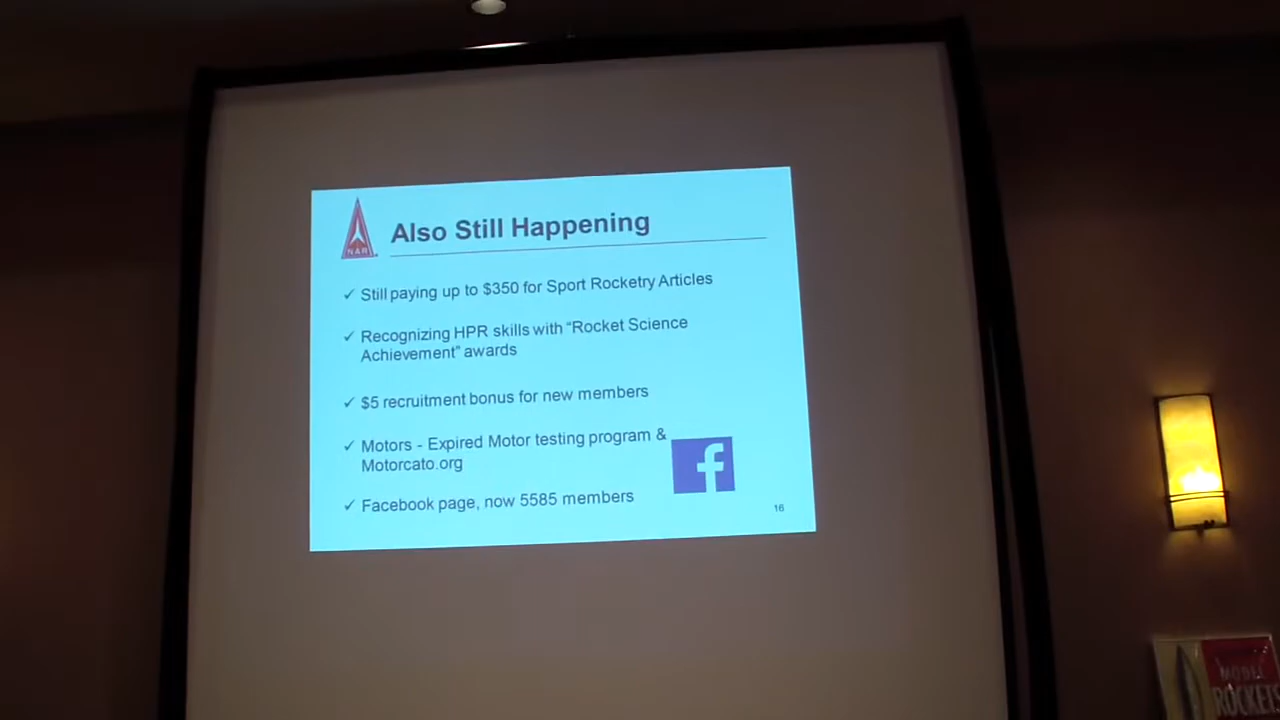 NAR
Also Still Happening
✓ Still paying up to $350 for Sport Rocketry Articles
✓ Recognizing HPR skills with “Rocket Science
Achievement” awards
✓ $5 recruitment bonus for new members
✓ Motors - Expired Motor testing program &
Motorcato.org
✓ Facebook page, now 5585 members
f
16
MODEL
ROCKETS